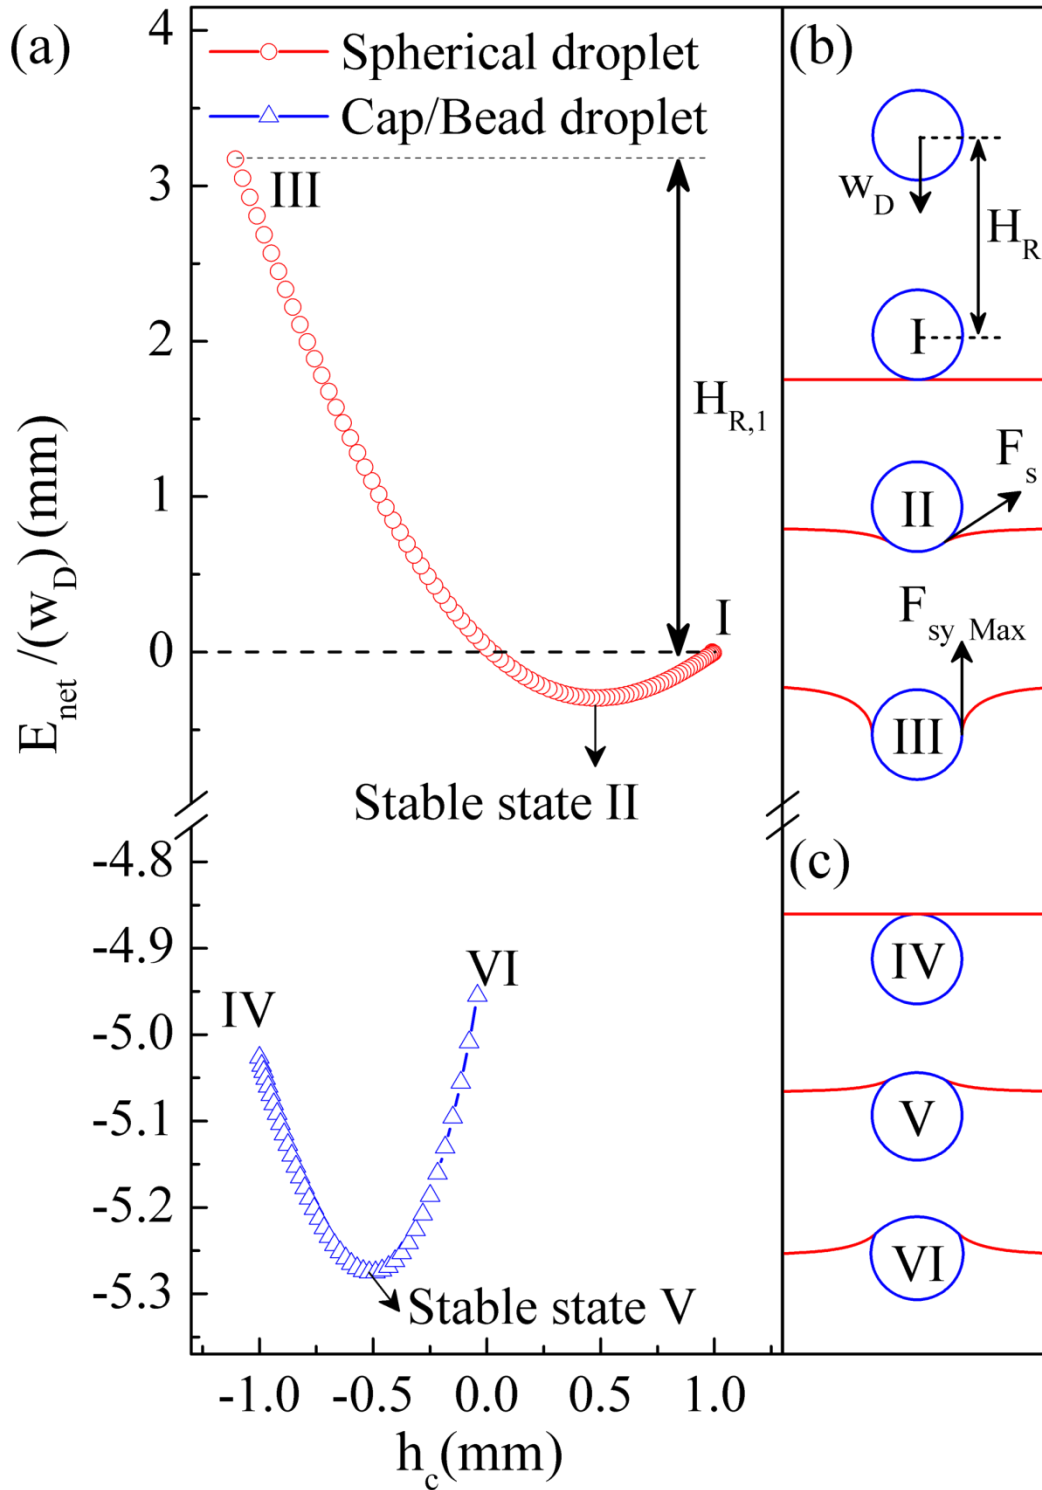 (a)
Spherical droplet
Cap/Bead droplet
4
3
2
1
0
-4.8
-4.9
-5.0
-5.1
-5.2
-5.3
E_net /(w_D) (mm)
III
H_R,1
I
Stable state II
IV
VI
Stable state V
-1.0 -0.5 0.0 0.5 1.0
h_c(mm)
(b)
w_D
H_R
I
II
F_s
F_sy Max
III
(c)
IV
V
VI